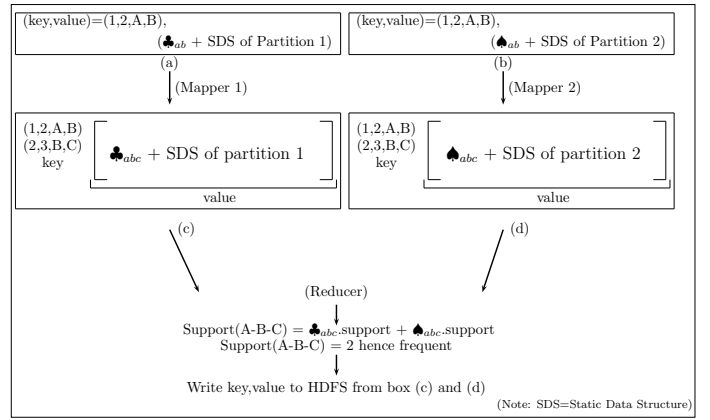 (key,value)=(1,2,A,B),
(♣ab + SDS of Partition 1)
(a)
(Mapper 1)
(key,value)=(1,2,A,B),
(♠ab + SDS of Partition 2)
(b)
(Mapper 2)
(1,2,A,B)
(2,3,B,C)
key
♣abc + SDS of partition 1
value
(c)
(1,2,A,B)
(2,3,B,C)
key
♠abc + SDS of partition 2
value
(d)
(Reducer)
Support(A-B-C) = ♣abc.support + ♠abc.support
Support(A-B-C) = 2 hence frequent
Write key,value to HDFS from box (c) and (d)
(Note: SDS=Static Data Structure)